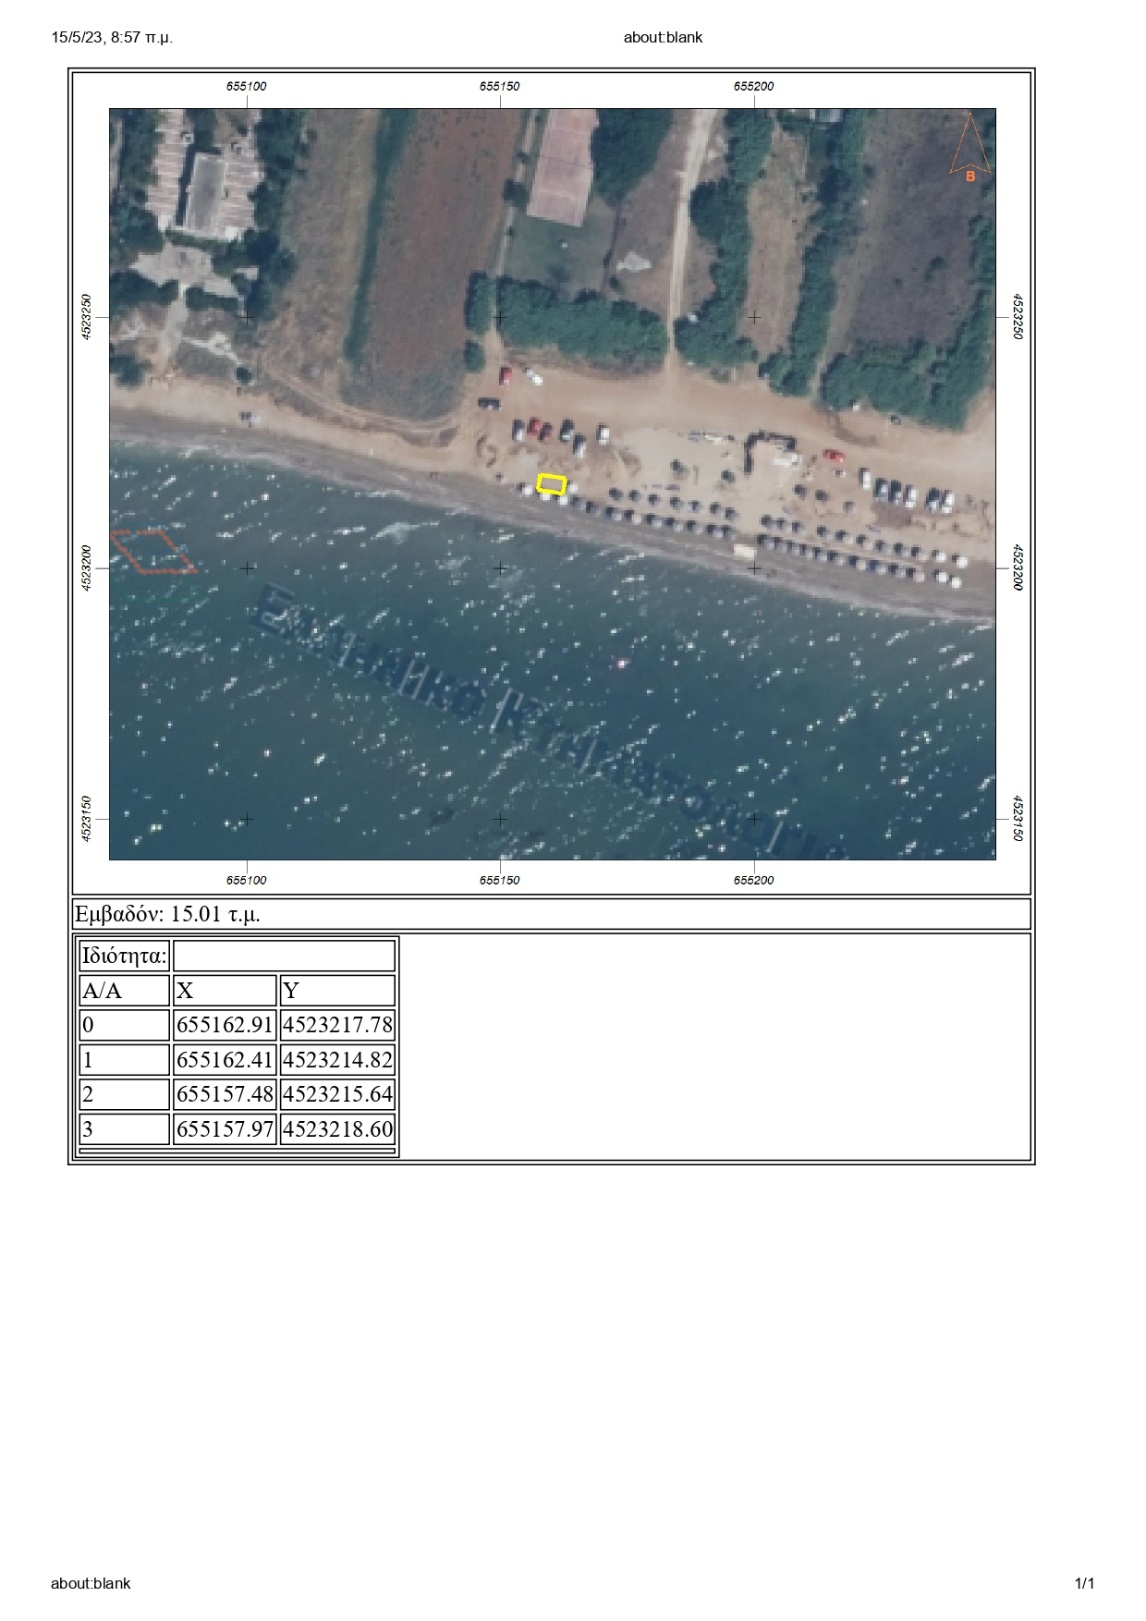 15/5/23, 8:57 π.μ. about:blank
655100 655150 655200
Β
4523250 4523250
4523200 4523200
Ελληνικό Κτηματολόγιο
4523150 4523150
655100 655150 655200
Εμβαδόν: 15.01 τ.μ.
Ιδιότητα:
Α/Α X Y
0 655162.91 4523217.78
1 655162.41 4523214.82
2 655157.48 4523215.64
3 655157.97 4523218.60
about:blank 1/1